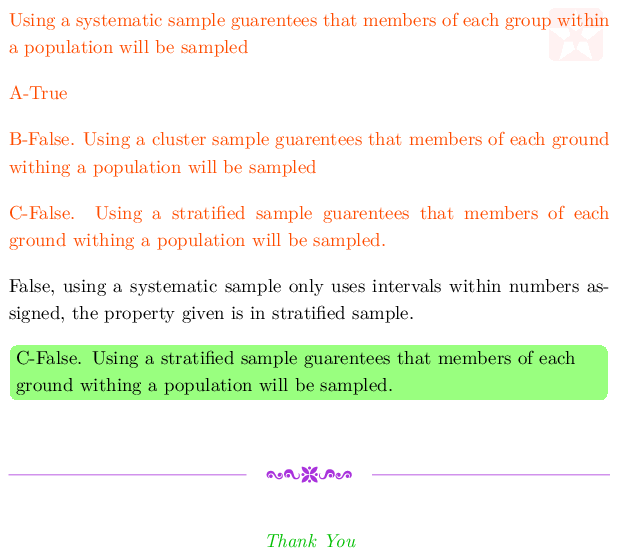 Using a systematic sample guarentees that members of each group within
a population will be sampled
A-True
B-False. Using a cluster sample guarentees that members of each ground
withing a population will be sampled
C-False. Using a stratified sample guarentees that members of each
ground withing a population will be sampled.
False, using a systematic sample only uses intervals within numbers as-
signed, the property given is in stratified sample.
C-False. Using a stratified sample guarentees that members of each
ground withing a population will be sampled.
Thank You